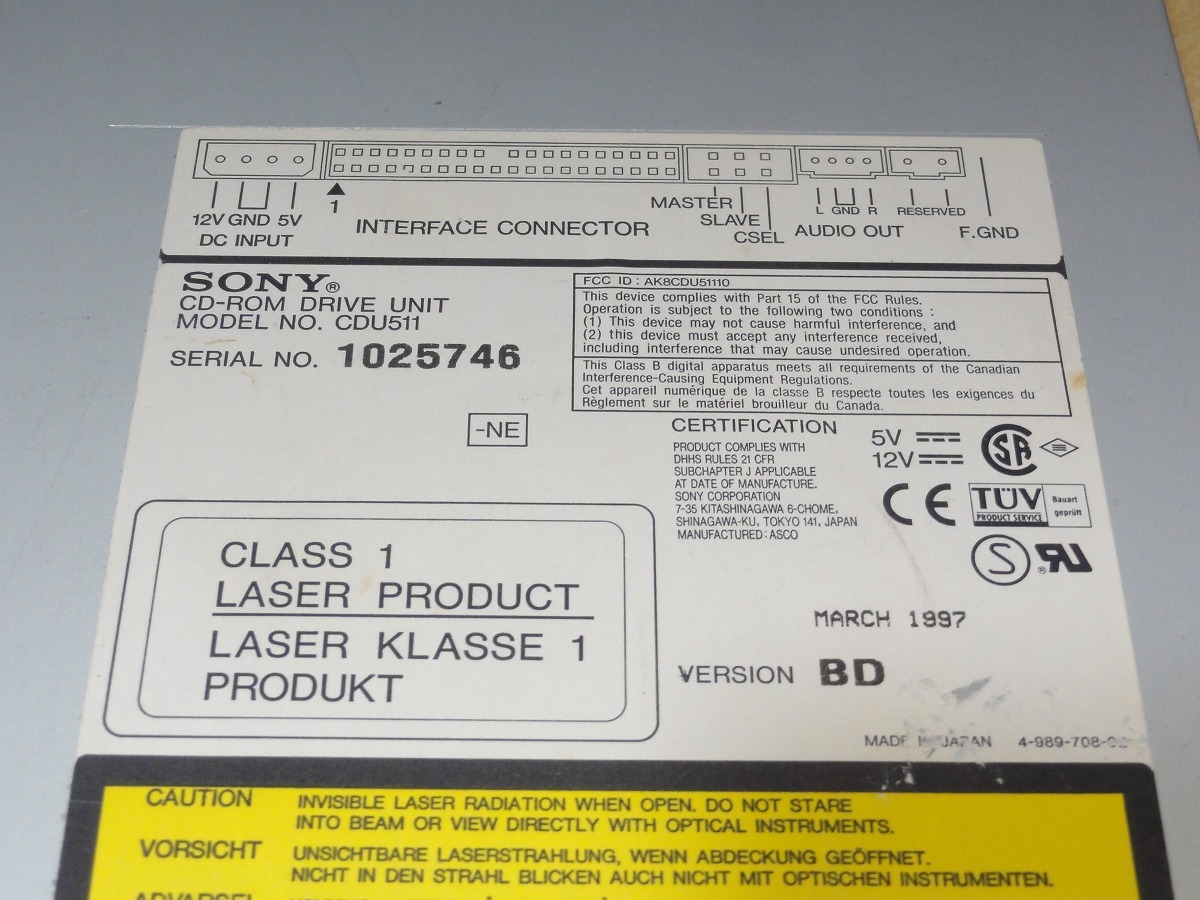 MASTER
SLAVE
CSEL
12V GND 5V
DC INPUT
1
INTERFACE CONNECTOR
L GND R
AUDIO OUT
RESERVED
F.GND
SONY®
CD-ROM DRIVE UNIT
MODEL NO. CDU511
SERIAL NO. 1025746
-NE
FCC ID : AK8CDU51110
This device complies with Part 15 of the FCC Rules.
Operation is subject to the following two conditions :
(1) This device may not cause harmful interference, and
(2) this device must accept any interference received,
including interference that may cause undesired operation.
This Class B digital apparatus meets all requirements of the Canadian
Interference-Causing Equipment Regulations.
Cet appareil numérique de la classe B respecte toutes les exigences du
Règlement sur le matériel brouilleur du Canada.
CERTIFICATION
PRODUCT COMPLIES WITH
DHHS RULES 21 CFR
SUBCHAPTER J APPLICABLE
AT DATE OF MANUFACTURE.
SONY CORPORATION
7-35 KITASHINAGAWA 6-CHOME,
SHINAGAWA-KU, TOKYO 141, JAPAN
MANUFACTURED : ASCO
5V
12V
SA
CE
TÜV
PRODUCT SERVICE
Bauart
geprüft
S
® RU
CLASS 1
LASER PRODUCT
LASER KLASSE 1
PRODUKT
MARCH 1997
VERSION BD
MADE IN JAPAN 4-989-708-
CAUTION INVISIBLE LASER RADIATION WHEN OPEN. DO NOT STARE
INTO BEAM OR VIEW DIRECTLY WITH OPTICAL INSTRUMENTS.
VORSICHT UNSICHTBARE LASERSTRAHLUNG, WENN ABDECKUNG GEÖFFNET.
NICHT IN DEN STRAHL BLICKEN AUCH NICHT MIT OPTISCHEN INSTRUMENTEN.
ADVARSEL